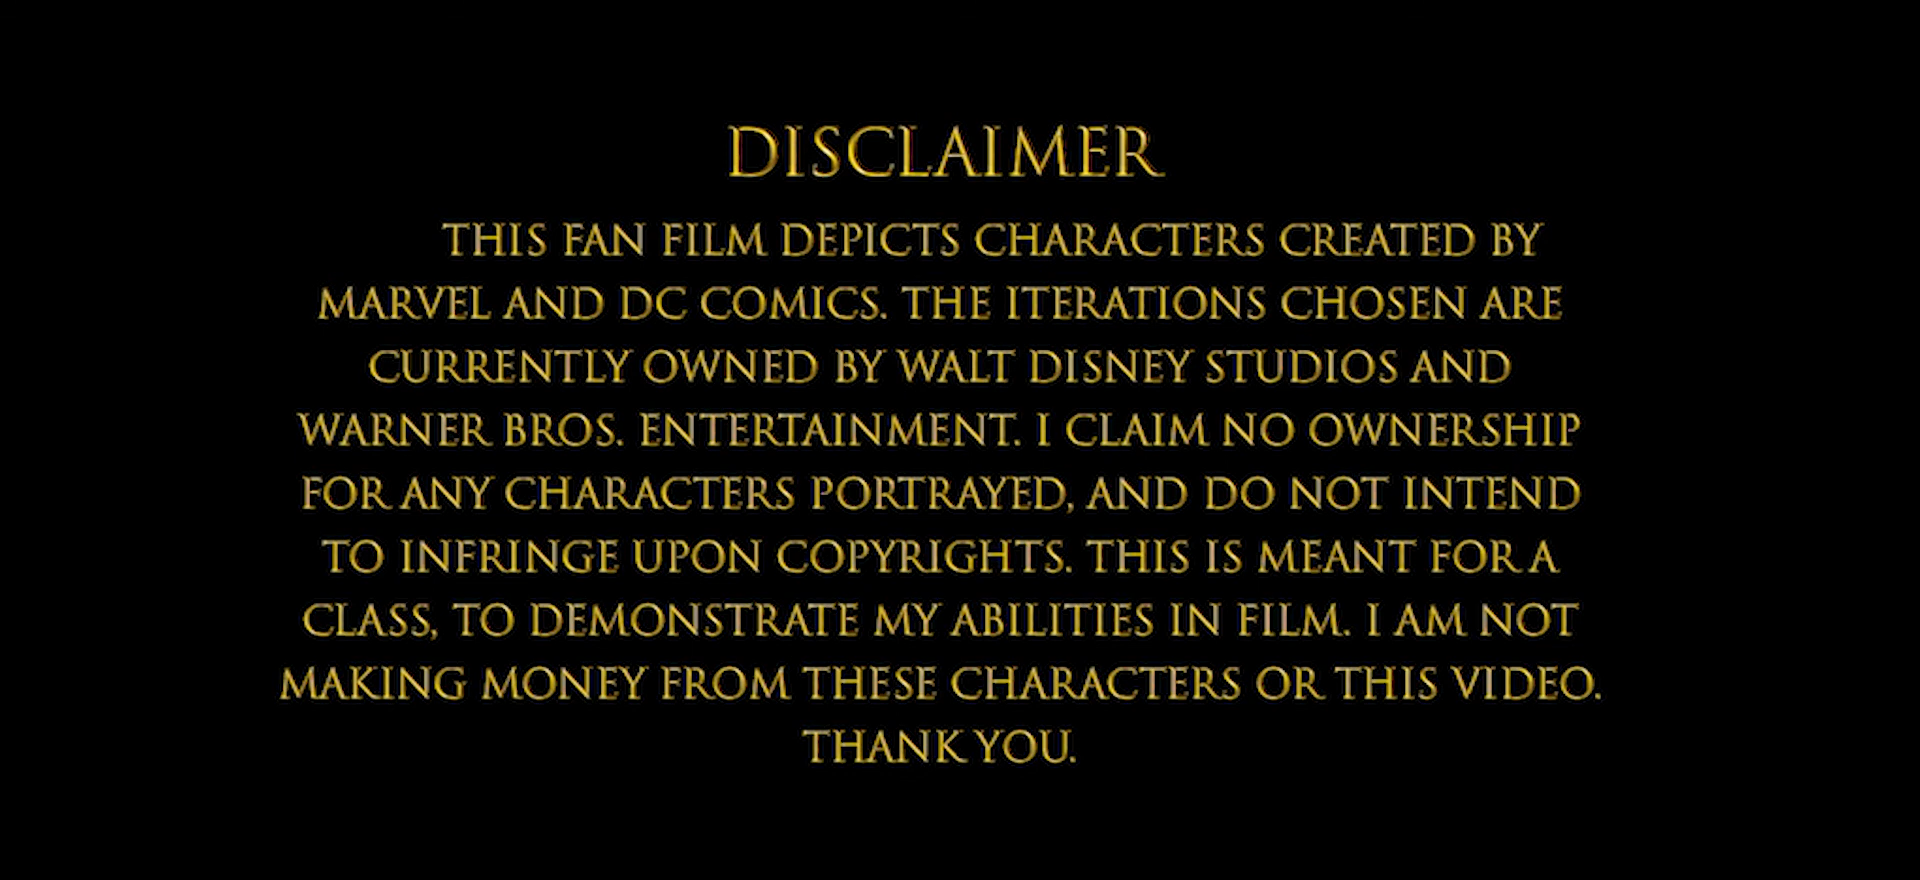 DISCLAIMER
THIS FAN FILM DEPICTS CHARACTERS CREATED BY
MARVEL AND DC COMICS. THE ITERATIONS CHOSEN ARE
CURRENTLY OWNED BY WALT DISNEY STUDIOS AND
WARNER BROS. ENTERTAINMENT. I CLAIM NO OWNERSHIP
FOR ANY CHARACTERS PORTRAYED, AND DO NOT INTEND
TO INFRINGE UPON COPYRIGHTS. THIS IS MEANT FOR A
CLASS, TO DEMONSTRATE MY ABILITIES IN FILM. I AM NOT
MAKING MONEY FROM THESE CHARACTERS OR THIS VIDEO.
THANK YOU.